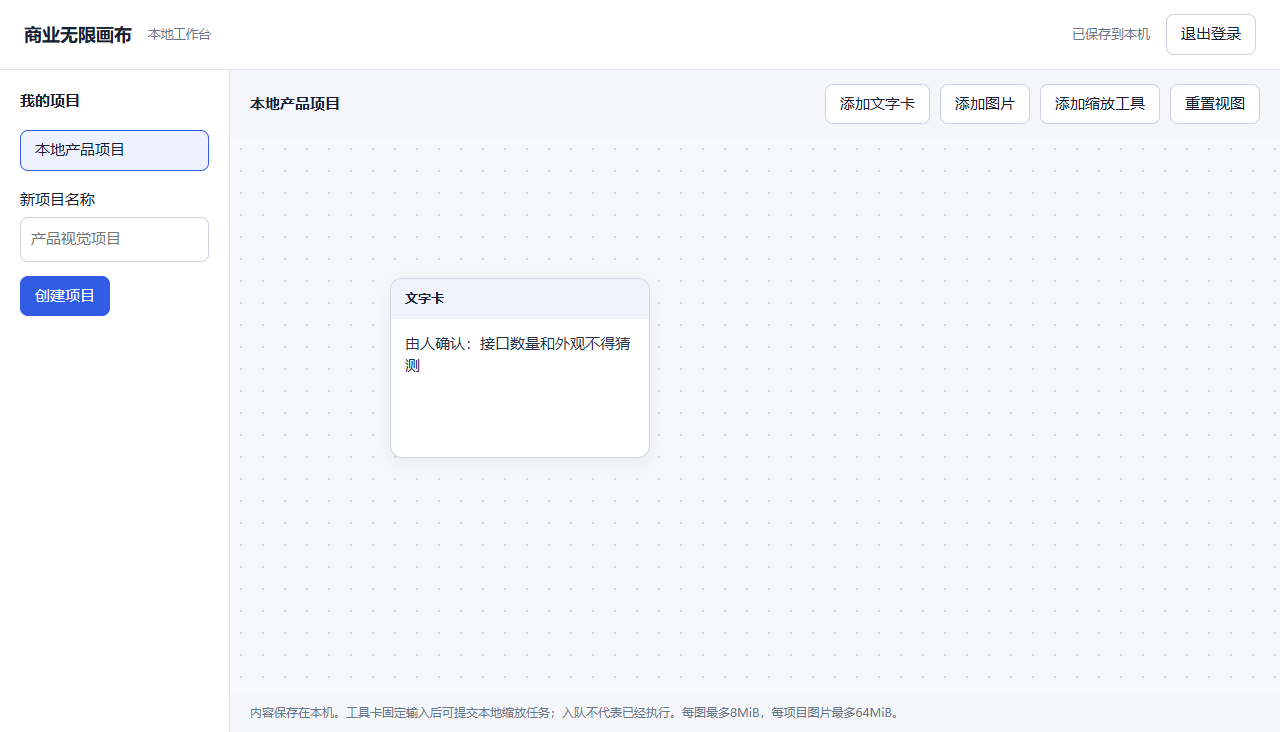 商业无限画布 本地工作台 已保存到本机 退出登录
我的项目
本地产品项目
新项目名称
产品视觉项目
创建项目
本地产品项目 添加文字卡 添加图片 添加缩放工具 重置视图
文字卡
由人确认：接口数量和外观不得猜
测
内容保存在本机。工具卡固定输入后可提交本地缩放任务；入队不代表已经执行。每图最多8MiB，每项目图片最多64MiB。